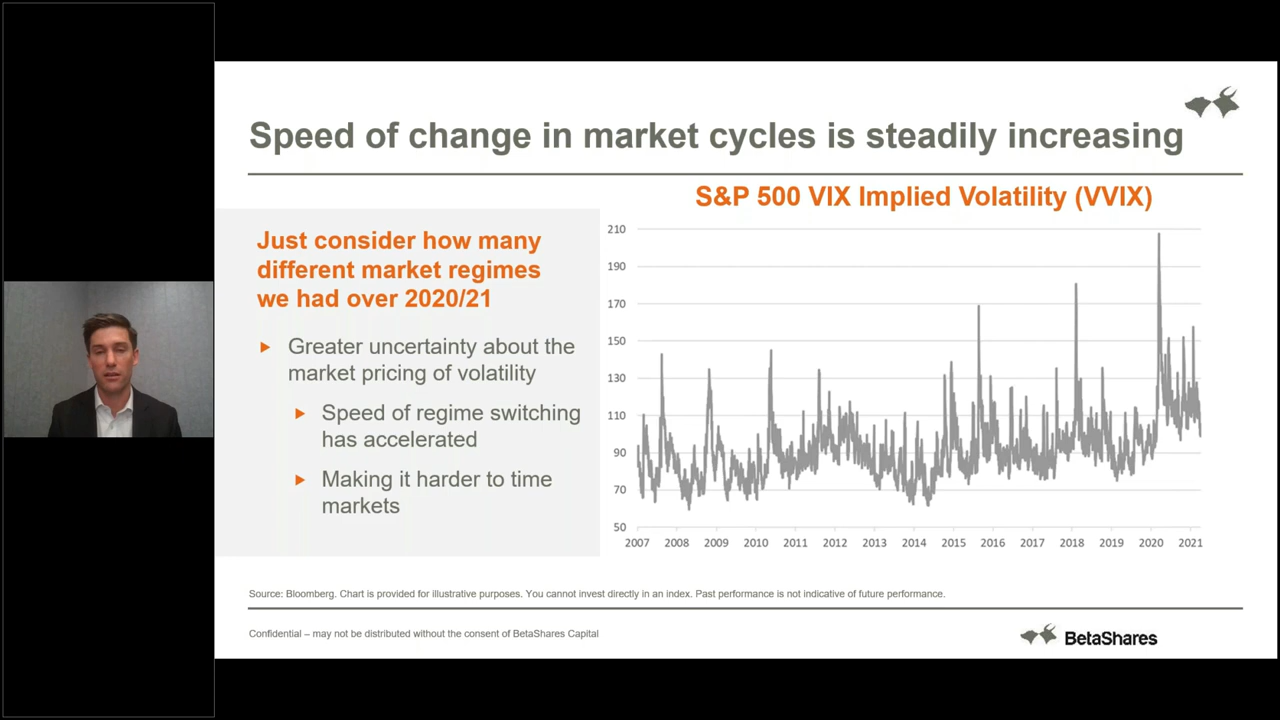 Speed of change in market cycles is steadily increasing
Just consider how many
different market regimes
we had over 2020/21
Greater uncertainty about the
market pricing of volatility
Speed of regime switching
has accelerated
Making it harder to time
markets
S&P 500 VIX Implied Volatility (VVIX)
210
190
170
150
130
110
90
70
50
2007 2008 2009 2010 2011 2012 2013 2014 2015 2016 2017 2018 2019 2020 2021
Source: Bloomberg. Chart is provided for illustrative purposes. You cannot invest directly in an index. Past performance is not indicative of future performance.
Confidential – may not be distributed without the consent of BetaShares Capital
BetaShares